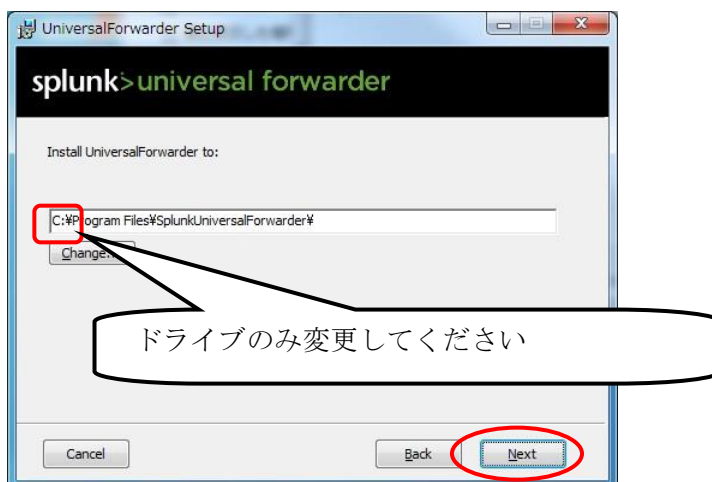 UniversalForwarder Setup
splunk>universal forwarder
Install UniversalForwarder to:
C:¥Program Files¥SplunkUniversalForwarder¥
Change...
ドライブのみ変更してください
Cancel
Back
Next